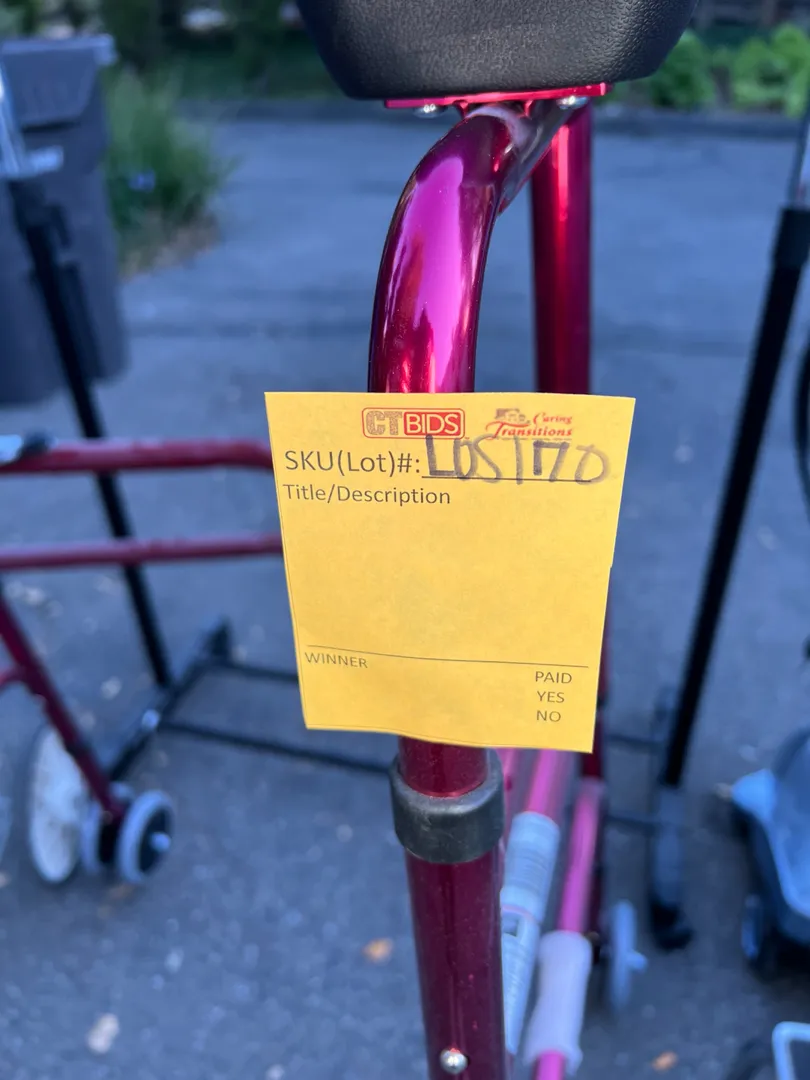 CTBIDS Caring Transitions
SKU(Lot)#: LOS170
Title/Description
WINNER
PAID
YES
NO